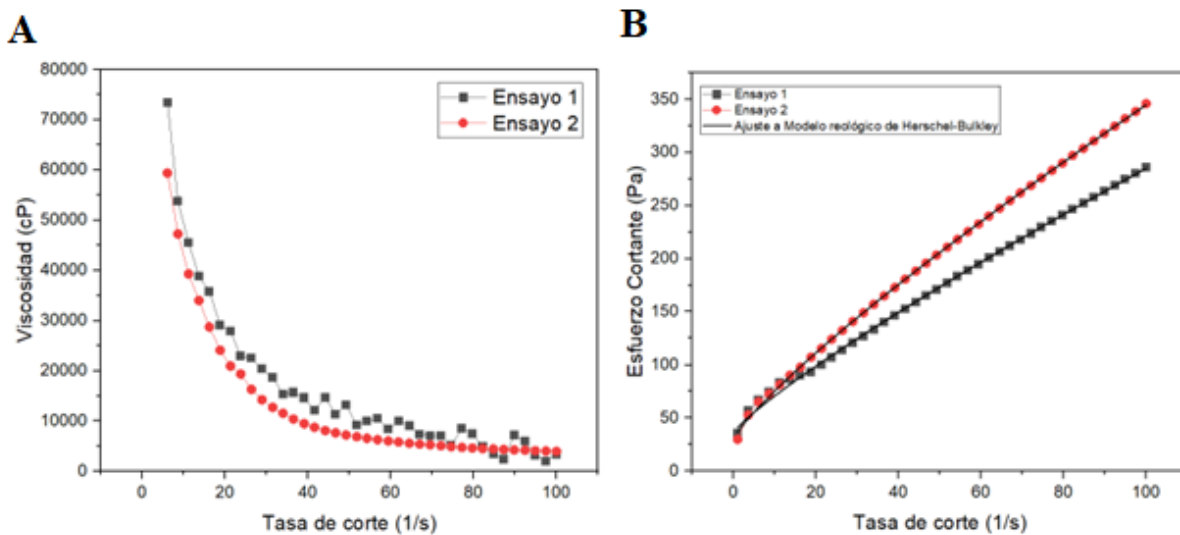 A
80000
70000
60000
50000
40000
30000
20000
10000
0
Viscosidad (cP)
0 20 40 60 80 100
Tasa de corte (1/s)
Ensayo 1
Ensayo 2
B
350
300
250
200
150
100
50
0
Esfuerzo Cortante (Pa)
0 20 40 60 80 100
Tasa de corte (1/s)
Ensayo 1
Ensayo 2
Ajuste a Modelo reológico de Herschel-Bulkley